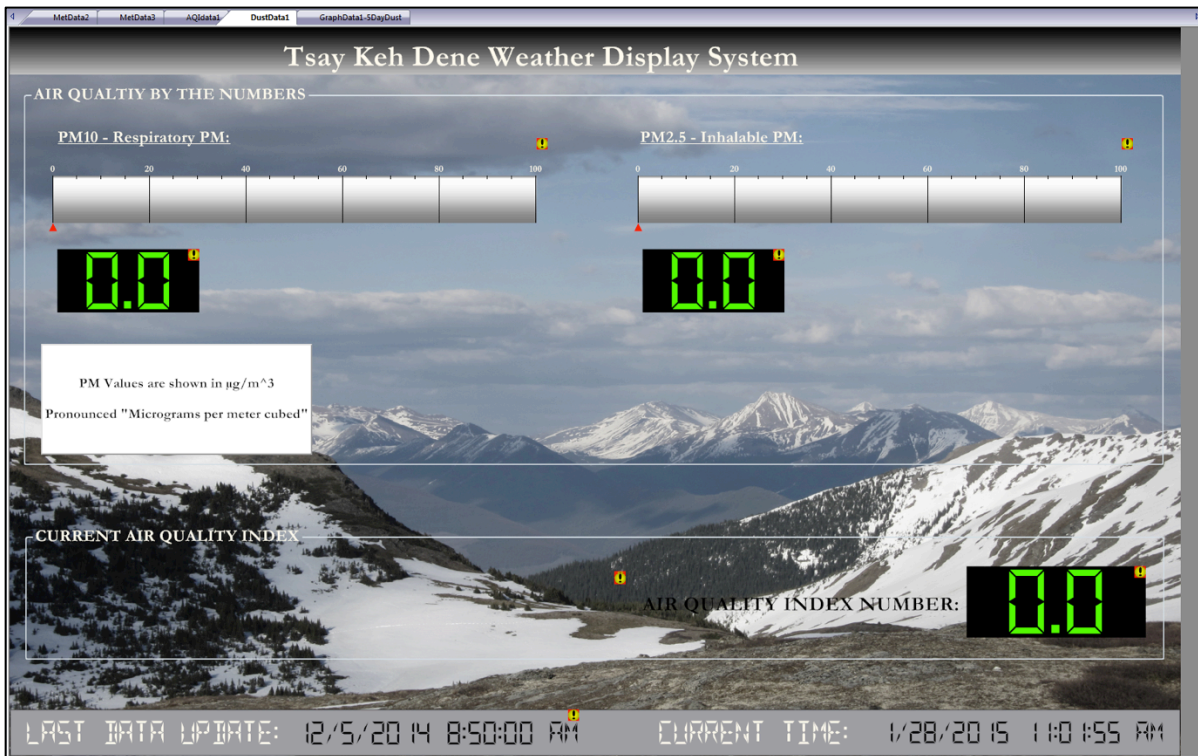 MetData2 MetData3 AQIdata1 DustData1 GraphData1-5DayDust
Tsay Keh Dene Weather Display System
AIR QUALTIY BY THE NUMBERS
PM10 - Respiratory PM: PM2.5 - Inhalable PM:
0 20 40 60 80 100 0 20 40 60 80 100
0.0 0.0
PM Values are shown in µg/m^3
Pronounced "Micrograms per meter cubed"
CURRENT AIR QUALITY INDEX
AIR QUALITY INDEX NUMBER: 0.0
LAST DATA UPDATE: 12/5/2014 8:50:00 AM CURRENT TIME: 1/28/2015 11:01:55 AM